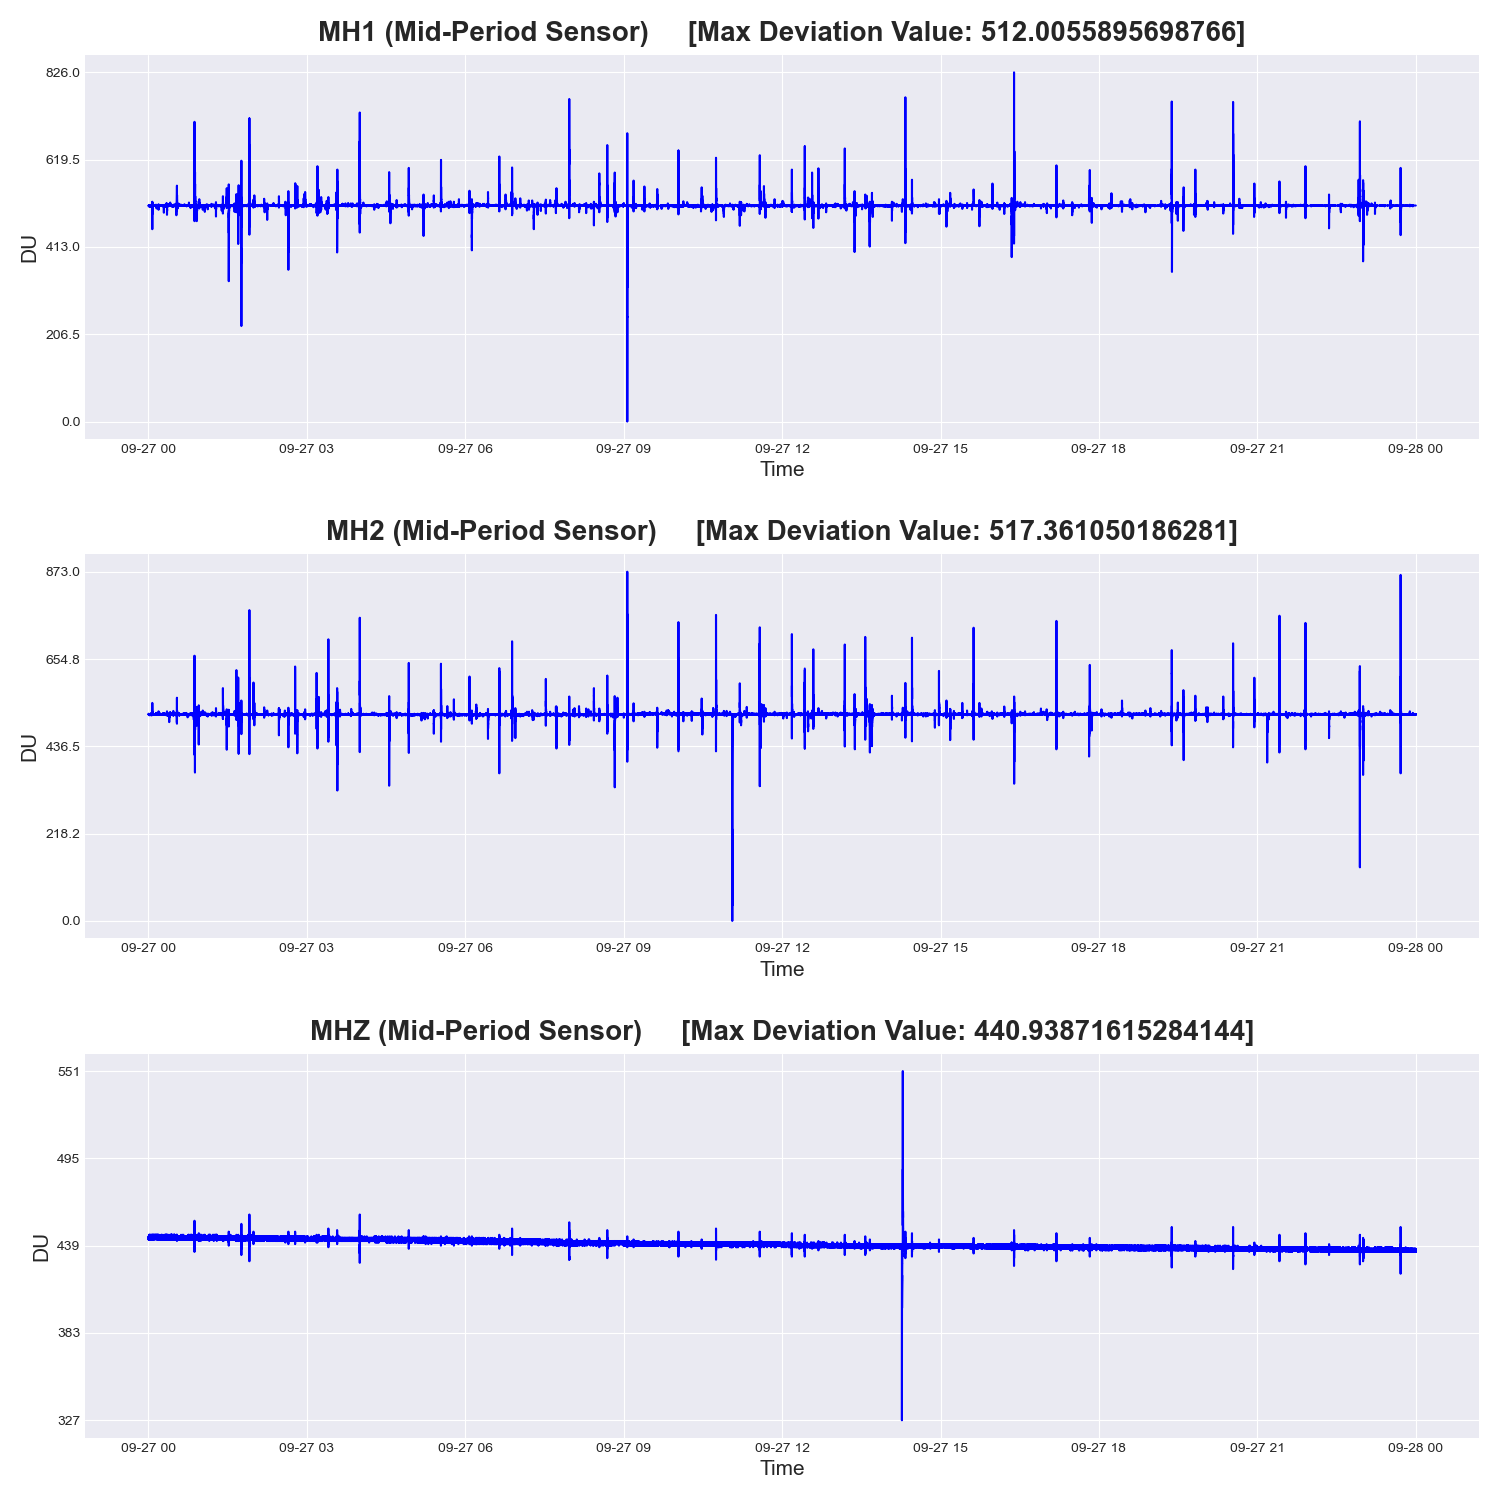 MH1 (Mid-Period Sensor) [Max Deviation Value: 512.0055895698766]
826.0
619.5
413.0
206.5
0.0
DU
09-27 00 09-27 03 09-27 06 09-27 09 09-27 12 09-27 15 09-27 18 09-27 21 09-28 00
Time
MH2 (Mid-Period Sensor) [Max Deviation Value: 517.361050186281]
873.0
654.8
436.5
218.2
0.0
DU
09-27 00 09-27 03 09-27 06 09-27 09 09-27 12 09-27 15 09-27 18 09-27 21 09-28 00
Time
MHZ (Mid-Period Sensor) [Max Deviation Value: 440.93871615284144]
551
495
439
383
327
DU
09-27 00 09-27 03 09-27 06 09-27 09 09-27 12 09-27 15 09-27 18 09-27 21 09-28 00
Time